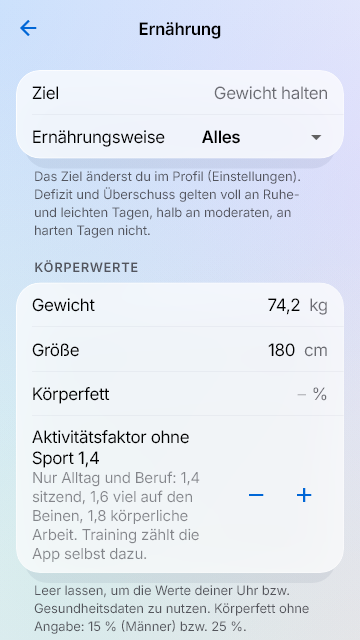 Ernährung
Ziel Gewicht halten
Ernährungsweise Alles
Das Ziel änderst du im Profil (Einstellungen).
Defizit und Überschuss gelten voll an Ruhe-
und leichten Tagen, halb an moderaten, an
harten Tagen nicht.
KÖRPERWERTE
Gewicht 74,2 kg
Größe 180 cm
Körperfett – %
Aktivitätsfaktor ohne
Sport 1,4
Nur Alltag und Beruf: 1,4
sitzend, 1,6 viel auf den
Beinen, 1,8 körperliche
Arbeit. Training zählt die
App selbst dazu.
Leer lassen, um die Werte deiner Uhr bzw.
Gesundheitsdaten zu nutzen. Körperfett ohne
Angabe: 15 % (Männer) bzw. 25 %.